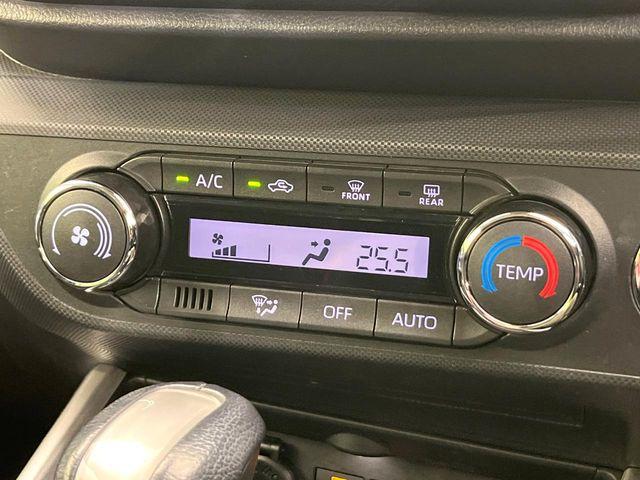 A/C
FRONT
REAR
25.5
TEMP
OFF
AUTO